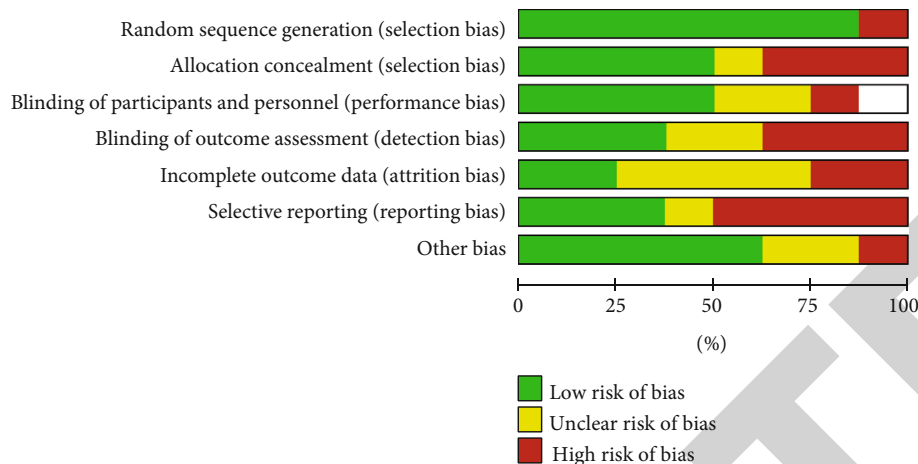 Random sequence generation (selection bias)
Allocation concealment (selection bias)
Blinding of participants and personnel (performance bias)
Blinding of outcome assessment (detection bias)
Incomplete outcome data (attrition bias)
Selective reporting (reporting bias)
Other bias
0 25 50 75 100
(%)
Low risk of bias
Unclear risk of bias
High risk of bias